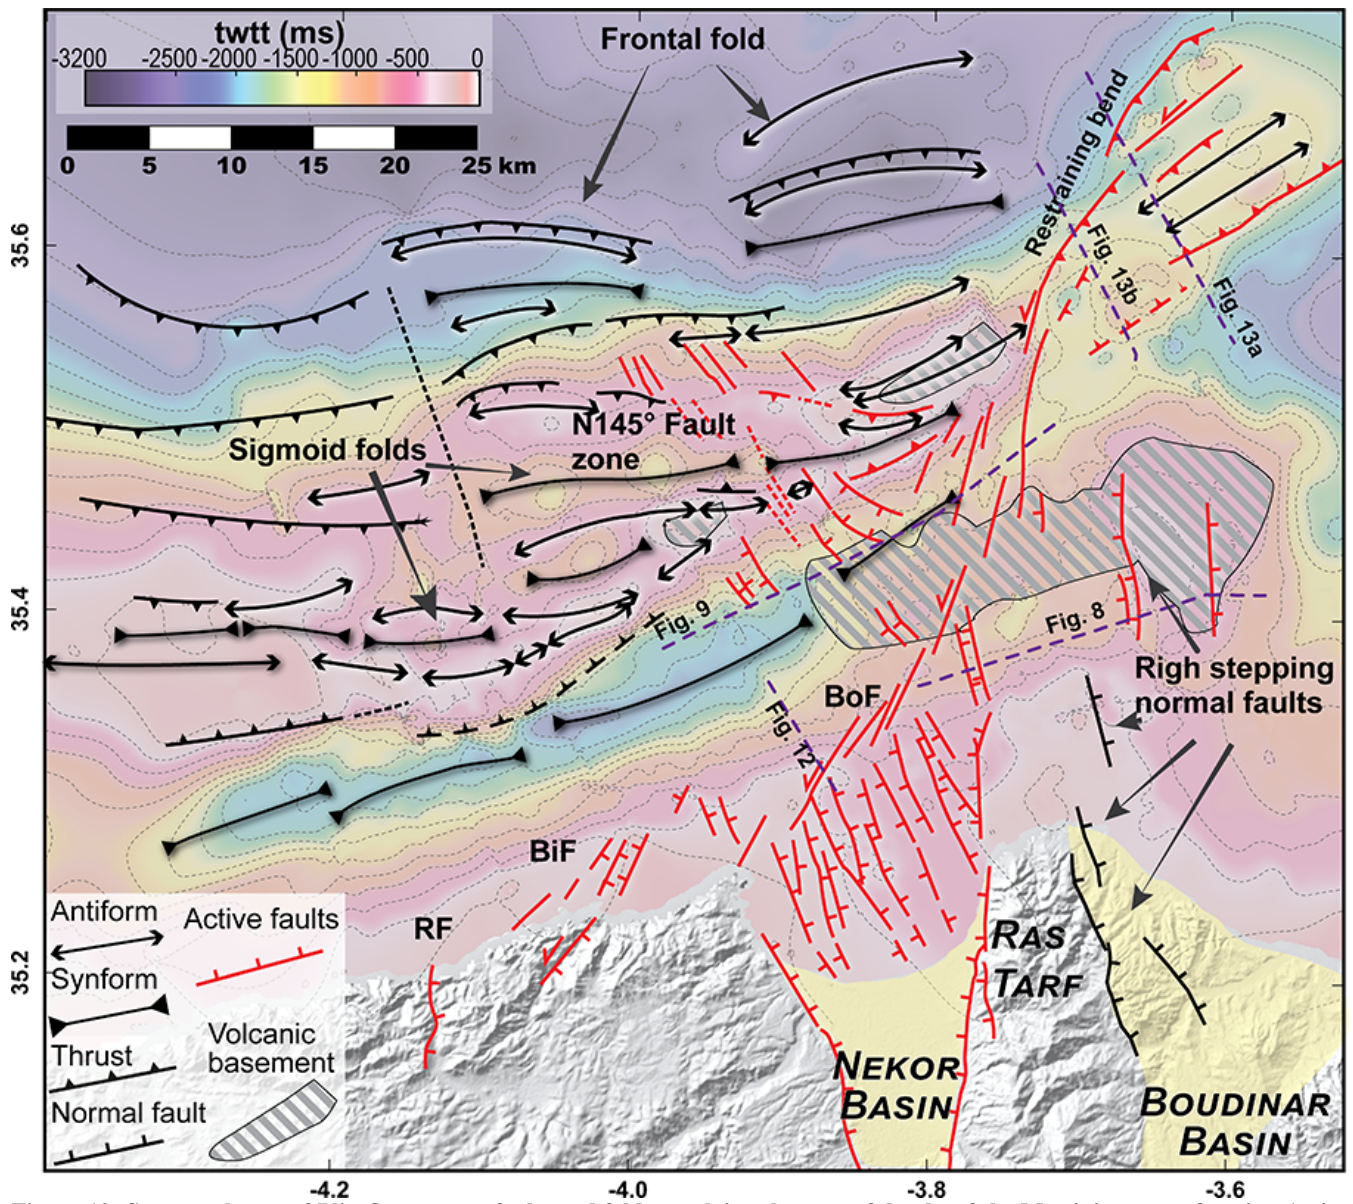 twtt (ms)
-3200 -2500 -2000 -1500 -1000 -500 0
0 5 10 15 20 25 km
Frontal fold
Restraining bend
Fig. 13b
Fig. 13a
35.6
35.4
35.2
N145° Fault
zone
Sigmoid folds
Fig. 9
Fig. 8
Fig. 12
Righ stepping
normal faults
BoF
BiF
RF
RAS
TARF
NEKOR
BASIN
BOUDINAR
BASIN
Antiform
Synform
Thrust
Normal fault
Active faults
Volcanic
basement
-4.2 -4.0 -3.8 -3.6